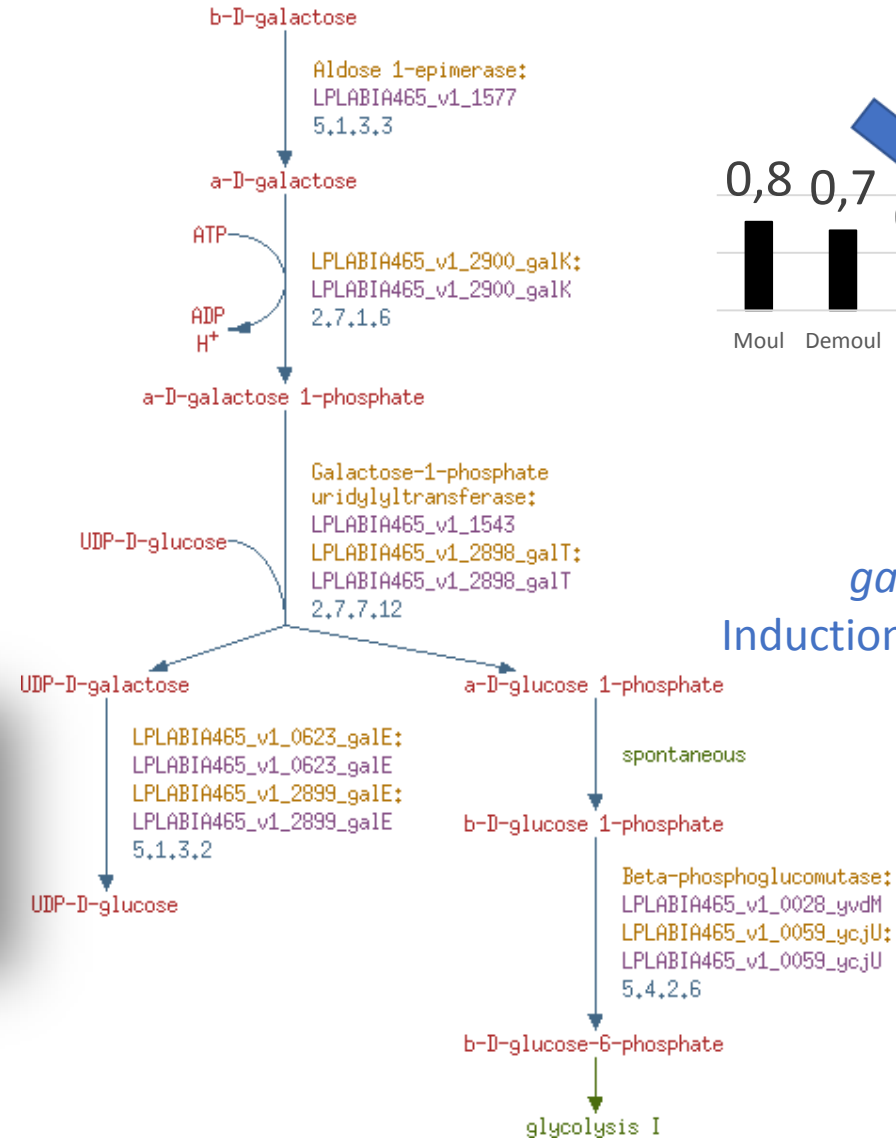 b-D-galactose
Aldose 1-epimerase:
LPLABIA465_v1_1577
5.1.3.3
a-D-galactose
ATP
ADP
H+
LPLABIA465_v1_2900_galK:
LPLABIA465_v1_2900_galK
2.7.1.6
a-D-galactose 1-phosphate
Galactose-1-phosphate
uridylyltransferase:
LPLABIA465_v1_1543
LPLABIA465_v1_2898_galT:
LPLABIA465_v1_2898_galT
2.7.7.12
UDP-D-glucose
UDP-D-galactose
a-D-glucose 1-phosphate
LPLABIA465_v1_0623_galE:
LPLABIA465_v1_0623_galE
LPLABIA465_v1_2899_galE:
LPLABIA465_v1_2899_galE
5.1.3.2
spontaneous
UDP-D-glucose
b-D-glucose 1-phosphate
Beta-phosphoglucomutase:
LPLABIA465_v1_0028_yvdM
LPLABIA465_v1_0059_ycjU:
LPLABIA465_v1_0059_ycjU
5.4.2.6
b-D-glucose-6-phosphate
glycolysis I
0,8 0,7
Moul Demoul
ga
Induction